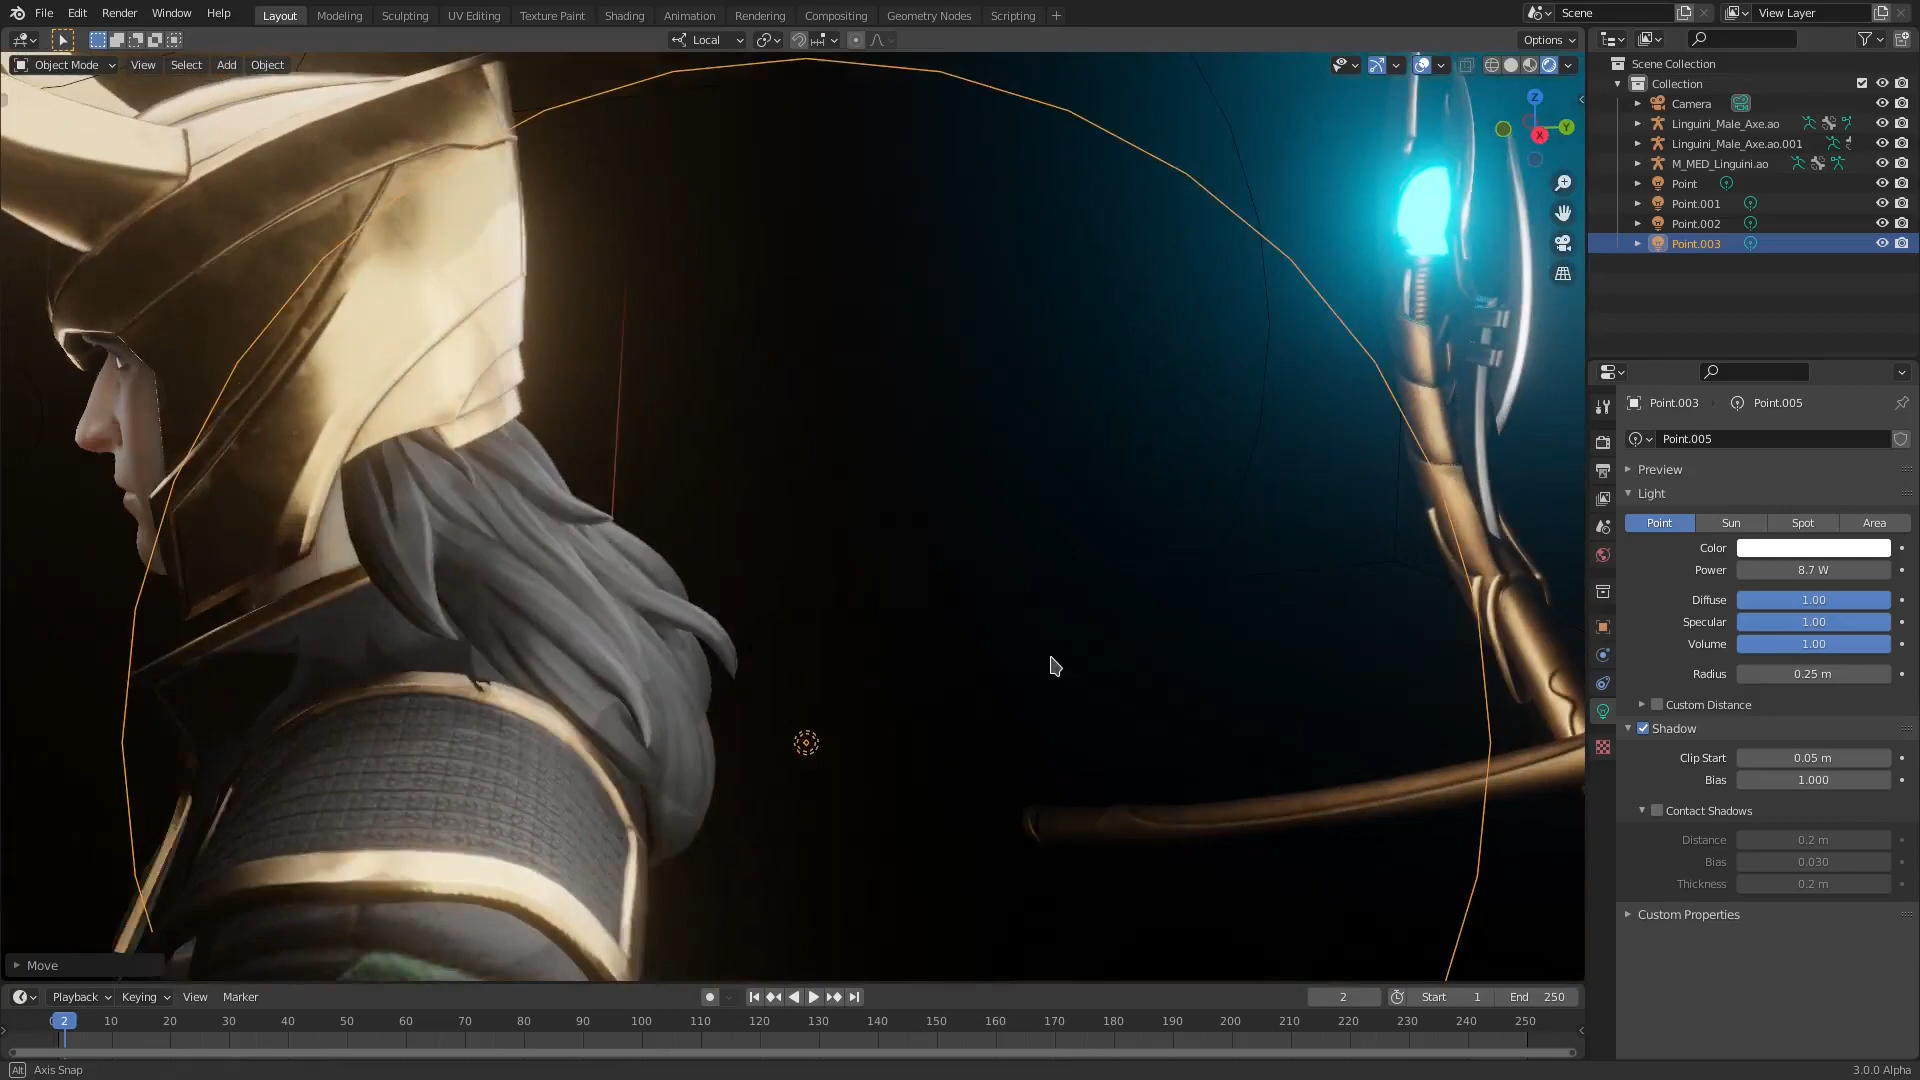 File Edit Render Window Help Layout Modeling Sculpting UV Editing Texture Paint Shading Animation Rendering Compositing Geometry Nodes Scripting + Scene View Layer
Local Options
Object Mode View Select Add Object
Z
Y
X
Scene Collection
Collection
Camera
Linguini_Male_Axe.ao
Linguini_Male_Axe.ao.001
M_MED_Linguini.ao
Point
Point.001
Point.002
Point.003
Point.003 Point.005
Point.005
Preview
Light
Point Sun Spot Area
Color
Power 8.7 W
Diffuse 1.00
Specular 1.00
Volume 1.00
Radius 0.25 m
Custom Distance
Shadow
Clip Start 0.05 m
Bias 1.000
Contact Shadows
Distance 0.2 m
Bias 0.030
Thickness 0.2 m
Custom Properties
Move
Playback Keying View Marker 2 Start 1 End 250
2 10 20 30 40 50 60 70 80 90 100 110 120 130 140 150 160 170 180 190 200 210 220 230 240 250
Alt Axis Snap 3.0.0 Alpha